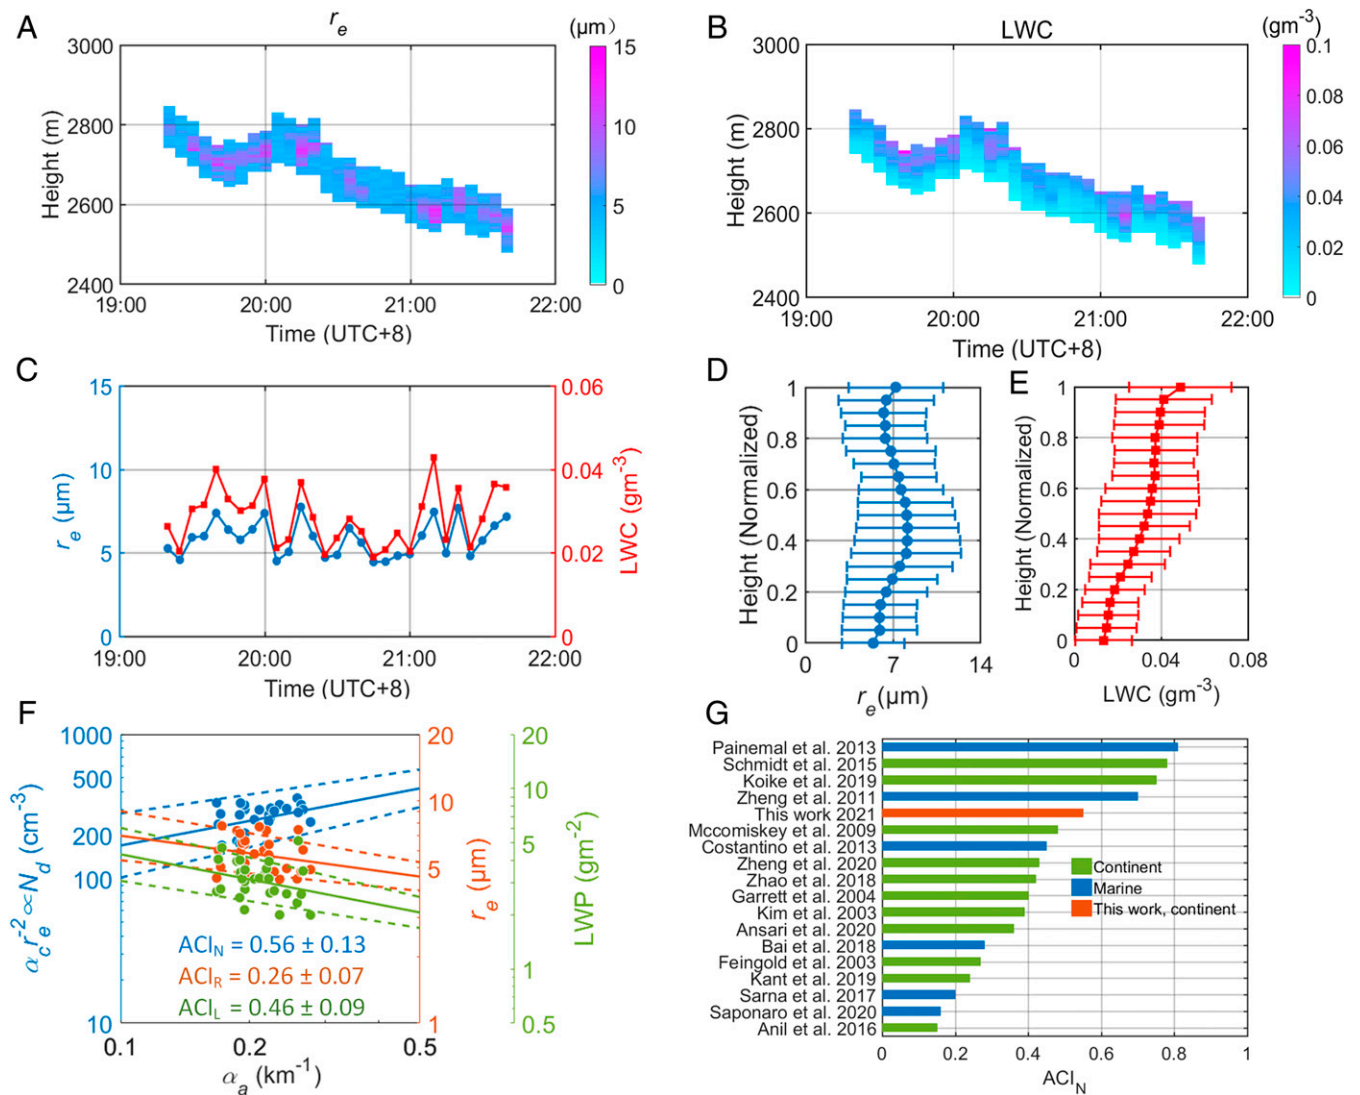 A
r_e
(μm)
3000
2800
2600
2400
Height (m)
15
10
5
0
19:00 20:00 21:00 22:00
Time (UTC+8)
B
LWC
(gm⁻³)
3000
2800
2600
2400
Height (m)
0.1
0.08
0.06
0.04
0.02
0
19:00 20:00 21:00 22:00
Time (UTC+8)
C
15
10
5
0
r_e (μm)
0.06
0.04
0.02
0
LWC (gm⁻³)
19:00 20:00 21:00 22:00
Time (UTC+8)
D
1
0.8
0.6
0.4
0.2
0
Height (Normalized)
0 7 14
r_e(μm)
E
1
0.8
0.6
0.4
0.2
0
Height (Normalized)
0 0.04 0.08
LWC (gm⁻³)
F
1000
500
200
100
10
α_c r_e⁻² ∝ N_d (cm⁻³)
20
10
5
1
r_e (μm)
20
10
5
1
0.5
LWP (gm⁻²)
ACI_N = 0.56 ± 0.13
ACI_R = 0.26 ± 0.07
ACI_L = 0.46 ± 0.09
0.1 0.2 0.5
α_a (km⁻¹)
G
Painemal et al. 2013
Schmidt et al. 2015
Koike et al. 2019
Zheng et al. 2011
This work 2021
Mccomiskey et al. 2009
Costantino et al. 2013
Zheng et al. 2020
Zhao et al. 2018
Garrett et al. 2004
Kim et al. 2003
Ansari et al. 2020
Bai et al. 2018
Feingold et al. 2003
Kant et al. 2019
Sarna et al. 2017
Saponaro et al. 2020
Anil et al. 2016
Continent
Marine
This work, continent
0 0.2 0.4 0.6 0.8 1
ACI_N